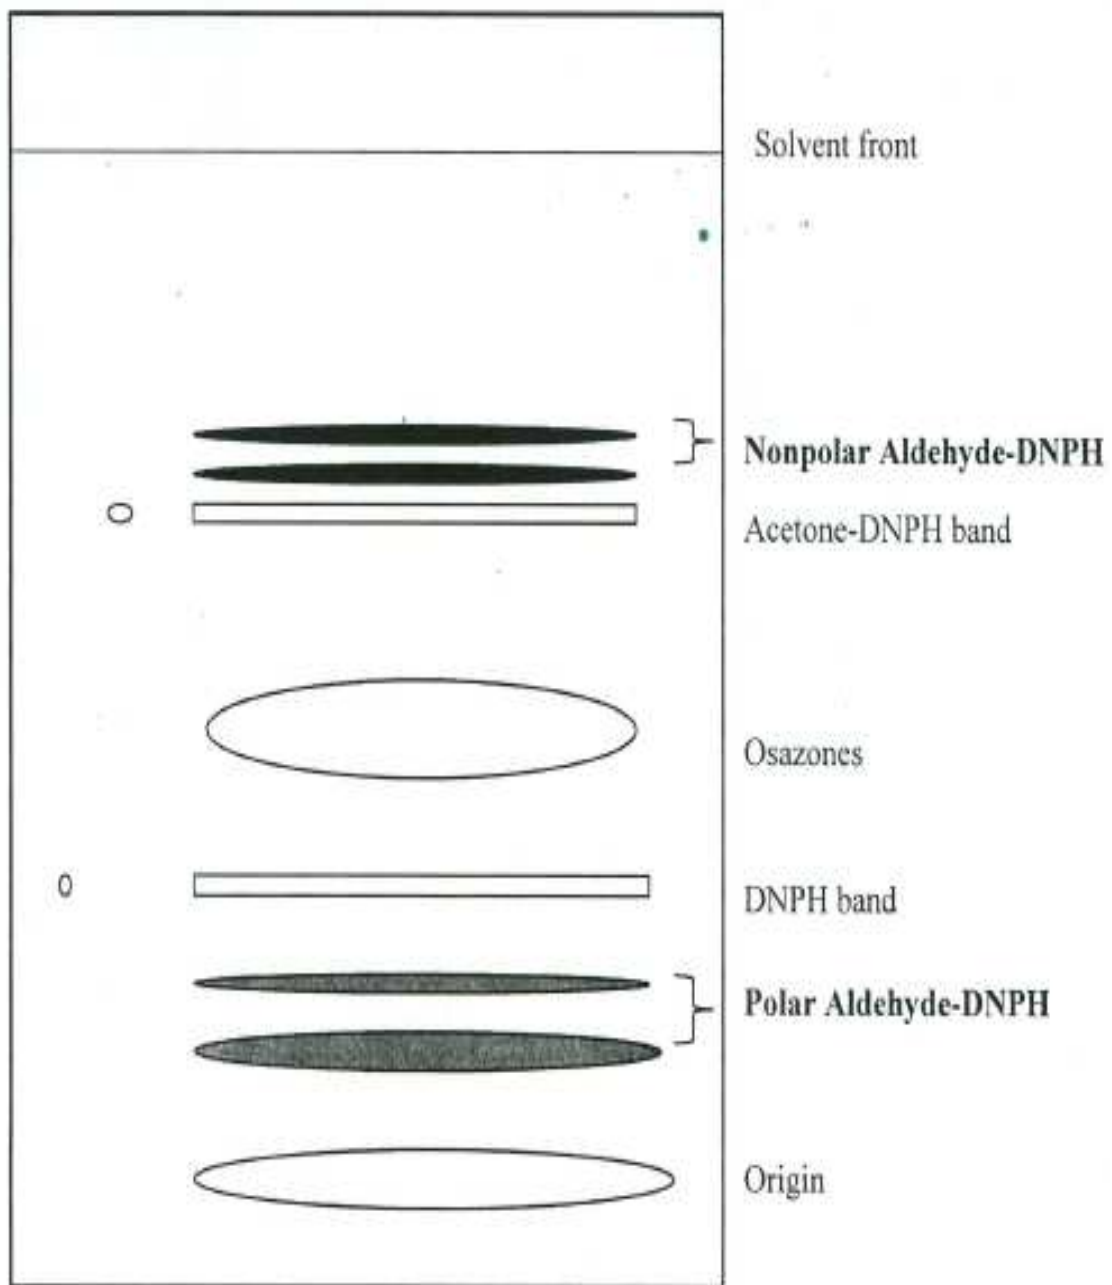 Solvent front
Nonpolar Aldehyde-DNPH
Acetone-DNPH band
Osazones
DNPH band
Polar Aldehyde-DNPH
Origin